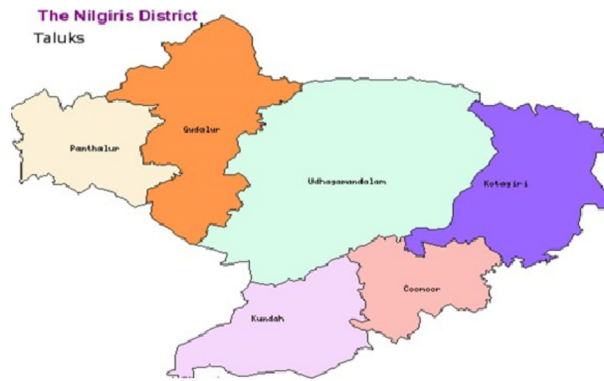 The Nilgiris District
Taluks
Gudalur
Panthalur
Udhagamandalam
Kotagiri
Coonoor
Kundah